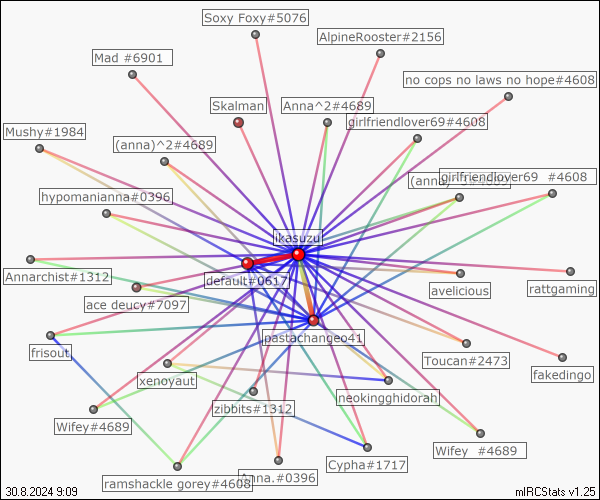 Soxy Foxy#5076
AlpineRooster#2156
Mad #6901
no cops no laws no hope#4608
Skalman
Anna^2#4689
girlfriendlover69#4608
Mushy#1984
(anna)^2#4689
girlfriendlover69 #4608
hypomanianna#0396
ikasuzu
Annarchist#1312
default#0617
avelicious
rattgaming
ace deucy#7097
pastachangeo41
frisout
Toucan#2473
fakedingo
xenoyaut
neokingghidorah
zibbits#1312
Wifey#4689
Wifey #4689
Cypha#1717
Anna.#0396
ramshackle gorey#4608
30.8.2024 9:09
mIRCStats v1.25